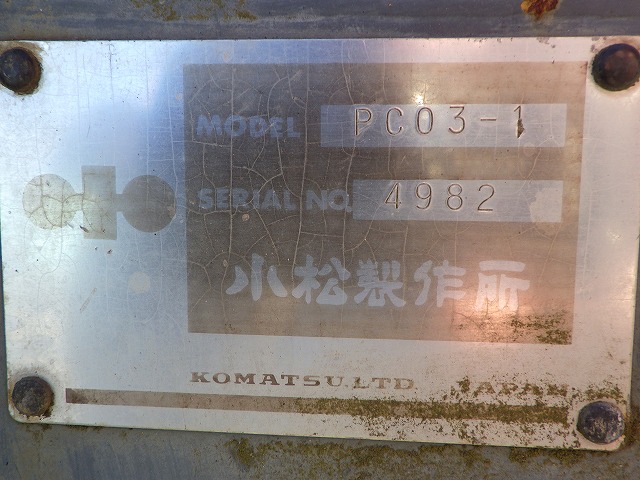 MODEL PC03-1
SERIAL NO. 4982
小松製作所
KOMATSU.LTD. JAPAN